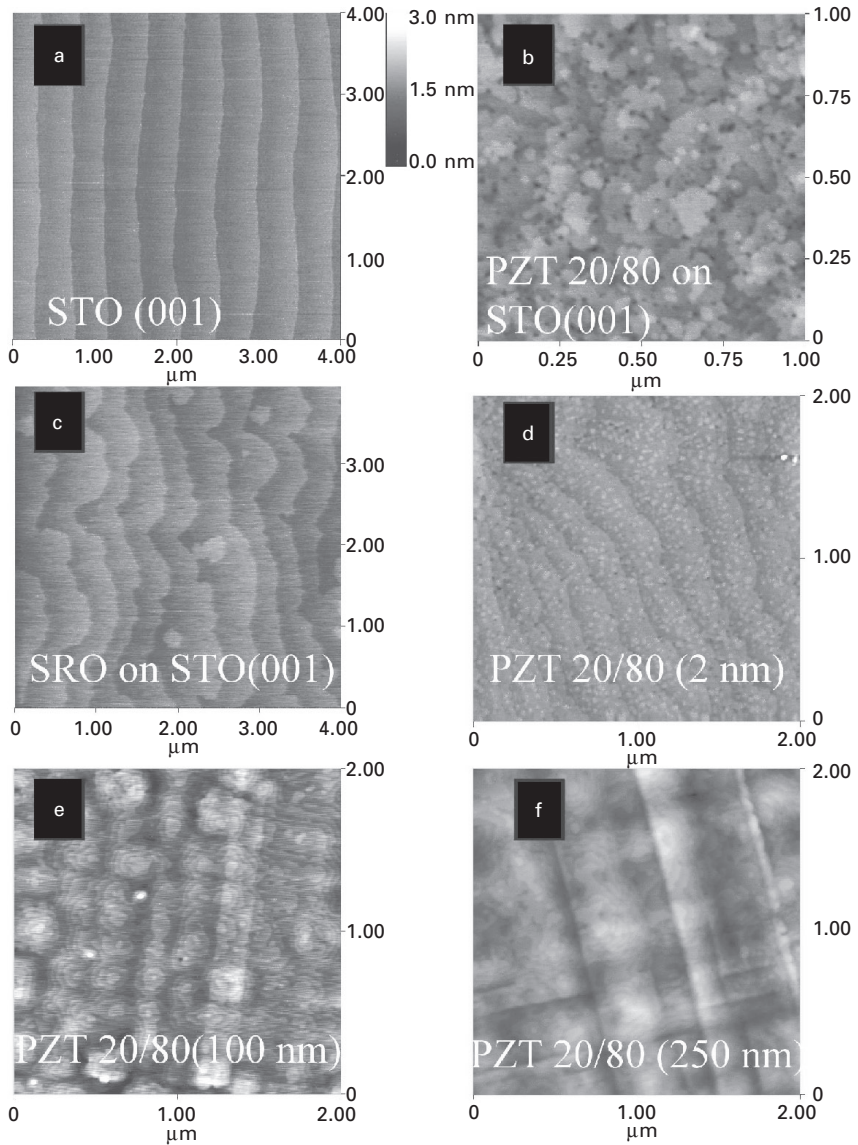 a
4.00
4.00
2.00
1.00
0
STO (001)
0
1.00
2.00
3.00
4.00
μm
3.0 nm
1.5 nm
0.0 nm
b
1.00
0.75
0.50
0.25
0
PZT 20/80 on
STO(001)
0
0.25
0.50
0.75
1.00
μm
c
3.00
2.00
1.00
0
SRO on STO(001)
0
1.00
2.00
3.00
4.00
μm
d
2.00
1.00
0
PZT 20/80 (2 nm)
0
1.00
2.00
μm
e
2.00
1.00
0
PZT 20/80(100 nm)
0
1.00
2.00
μm
f
2.00
1.00
0
PZT 20/80 (250 nm)
0
1.00
2.00
μm